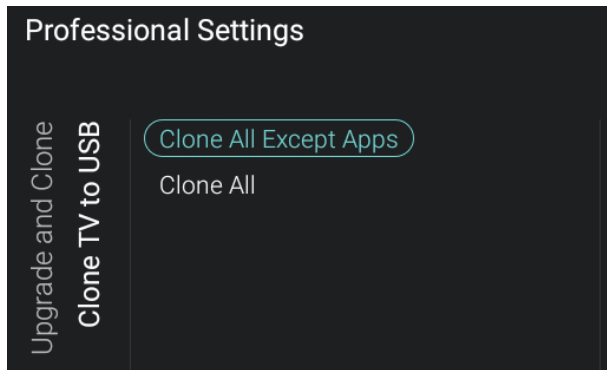 Professional Settings
Upgrade and Clone
Clone TV to USB
Clone All Except Apps
Clone All